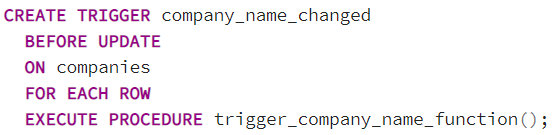 CREATE TRIGGER company_name_changed
BEFORE UPDATE
ON companies
FOR EACH ROW
EXECUTE PROCEDURE trigger_company_name_function();